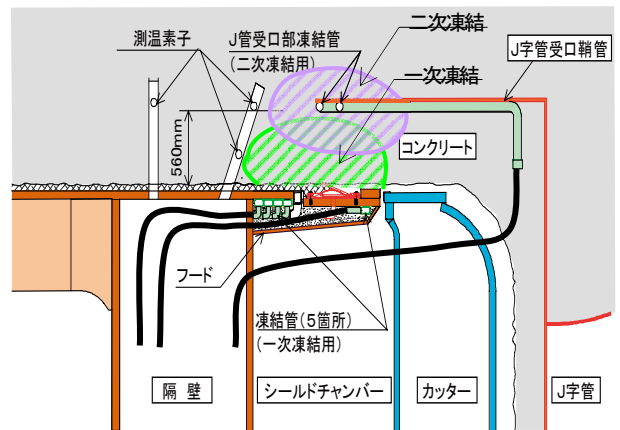 二次凍結
測温素子
J管受口部凍結管
(二次凍結用)
J字管受口鞘管
一次凍結
560mm
コンクリート
フード
凍結管(5箇所)
(一次凍結用)
隔 壁
シールドチャンバー
カッター
J字管